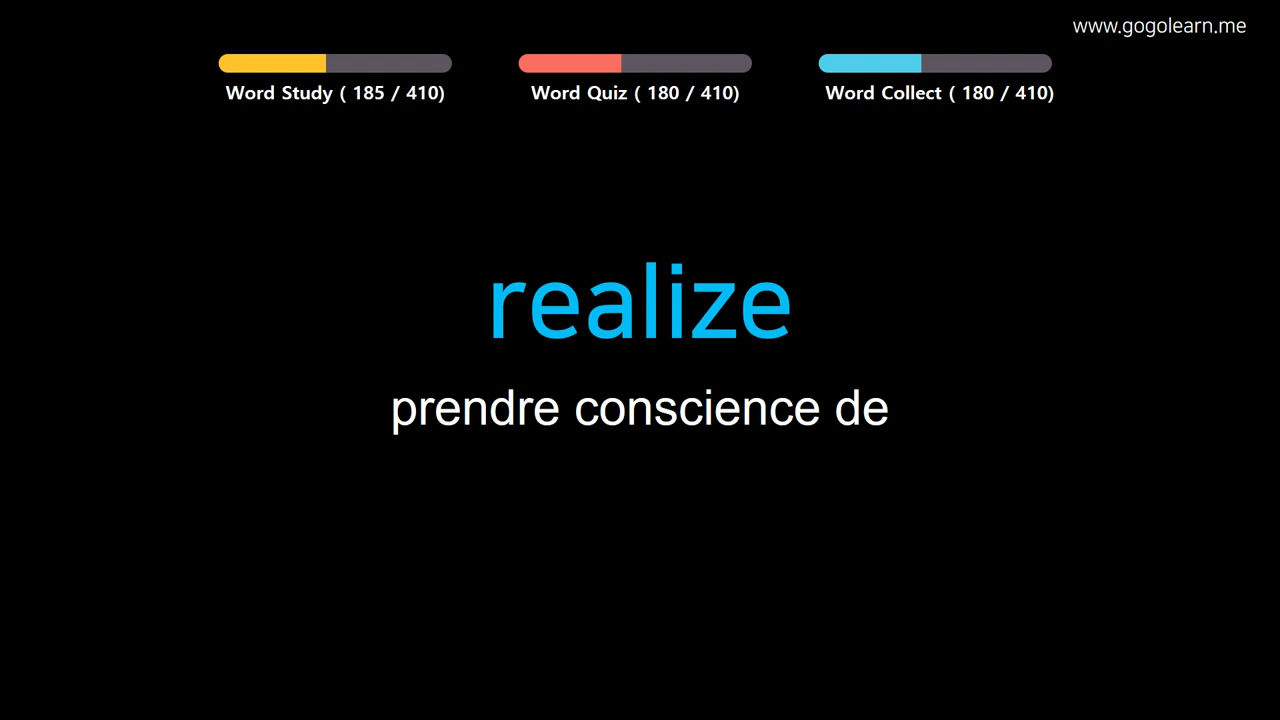 www.gogolearn.me
Word Study ( 185 / 410)
Word Quiz ( 180 / 410)
Word Collect ( 180 / 410)
realize
prendre conscience de